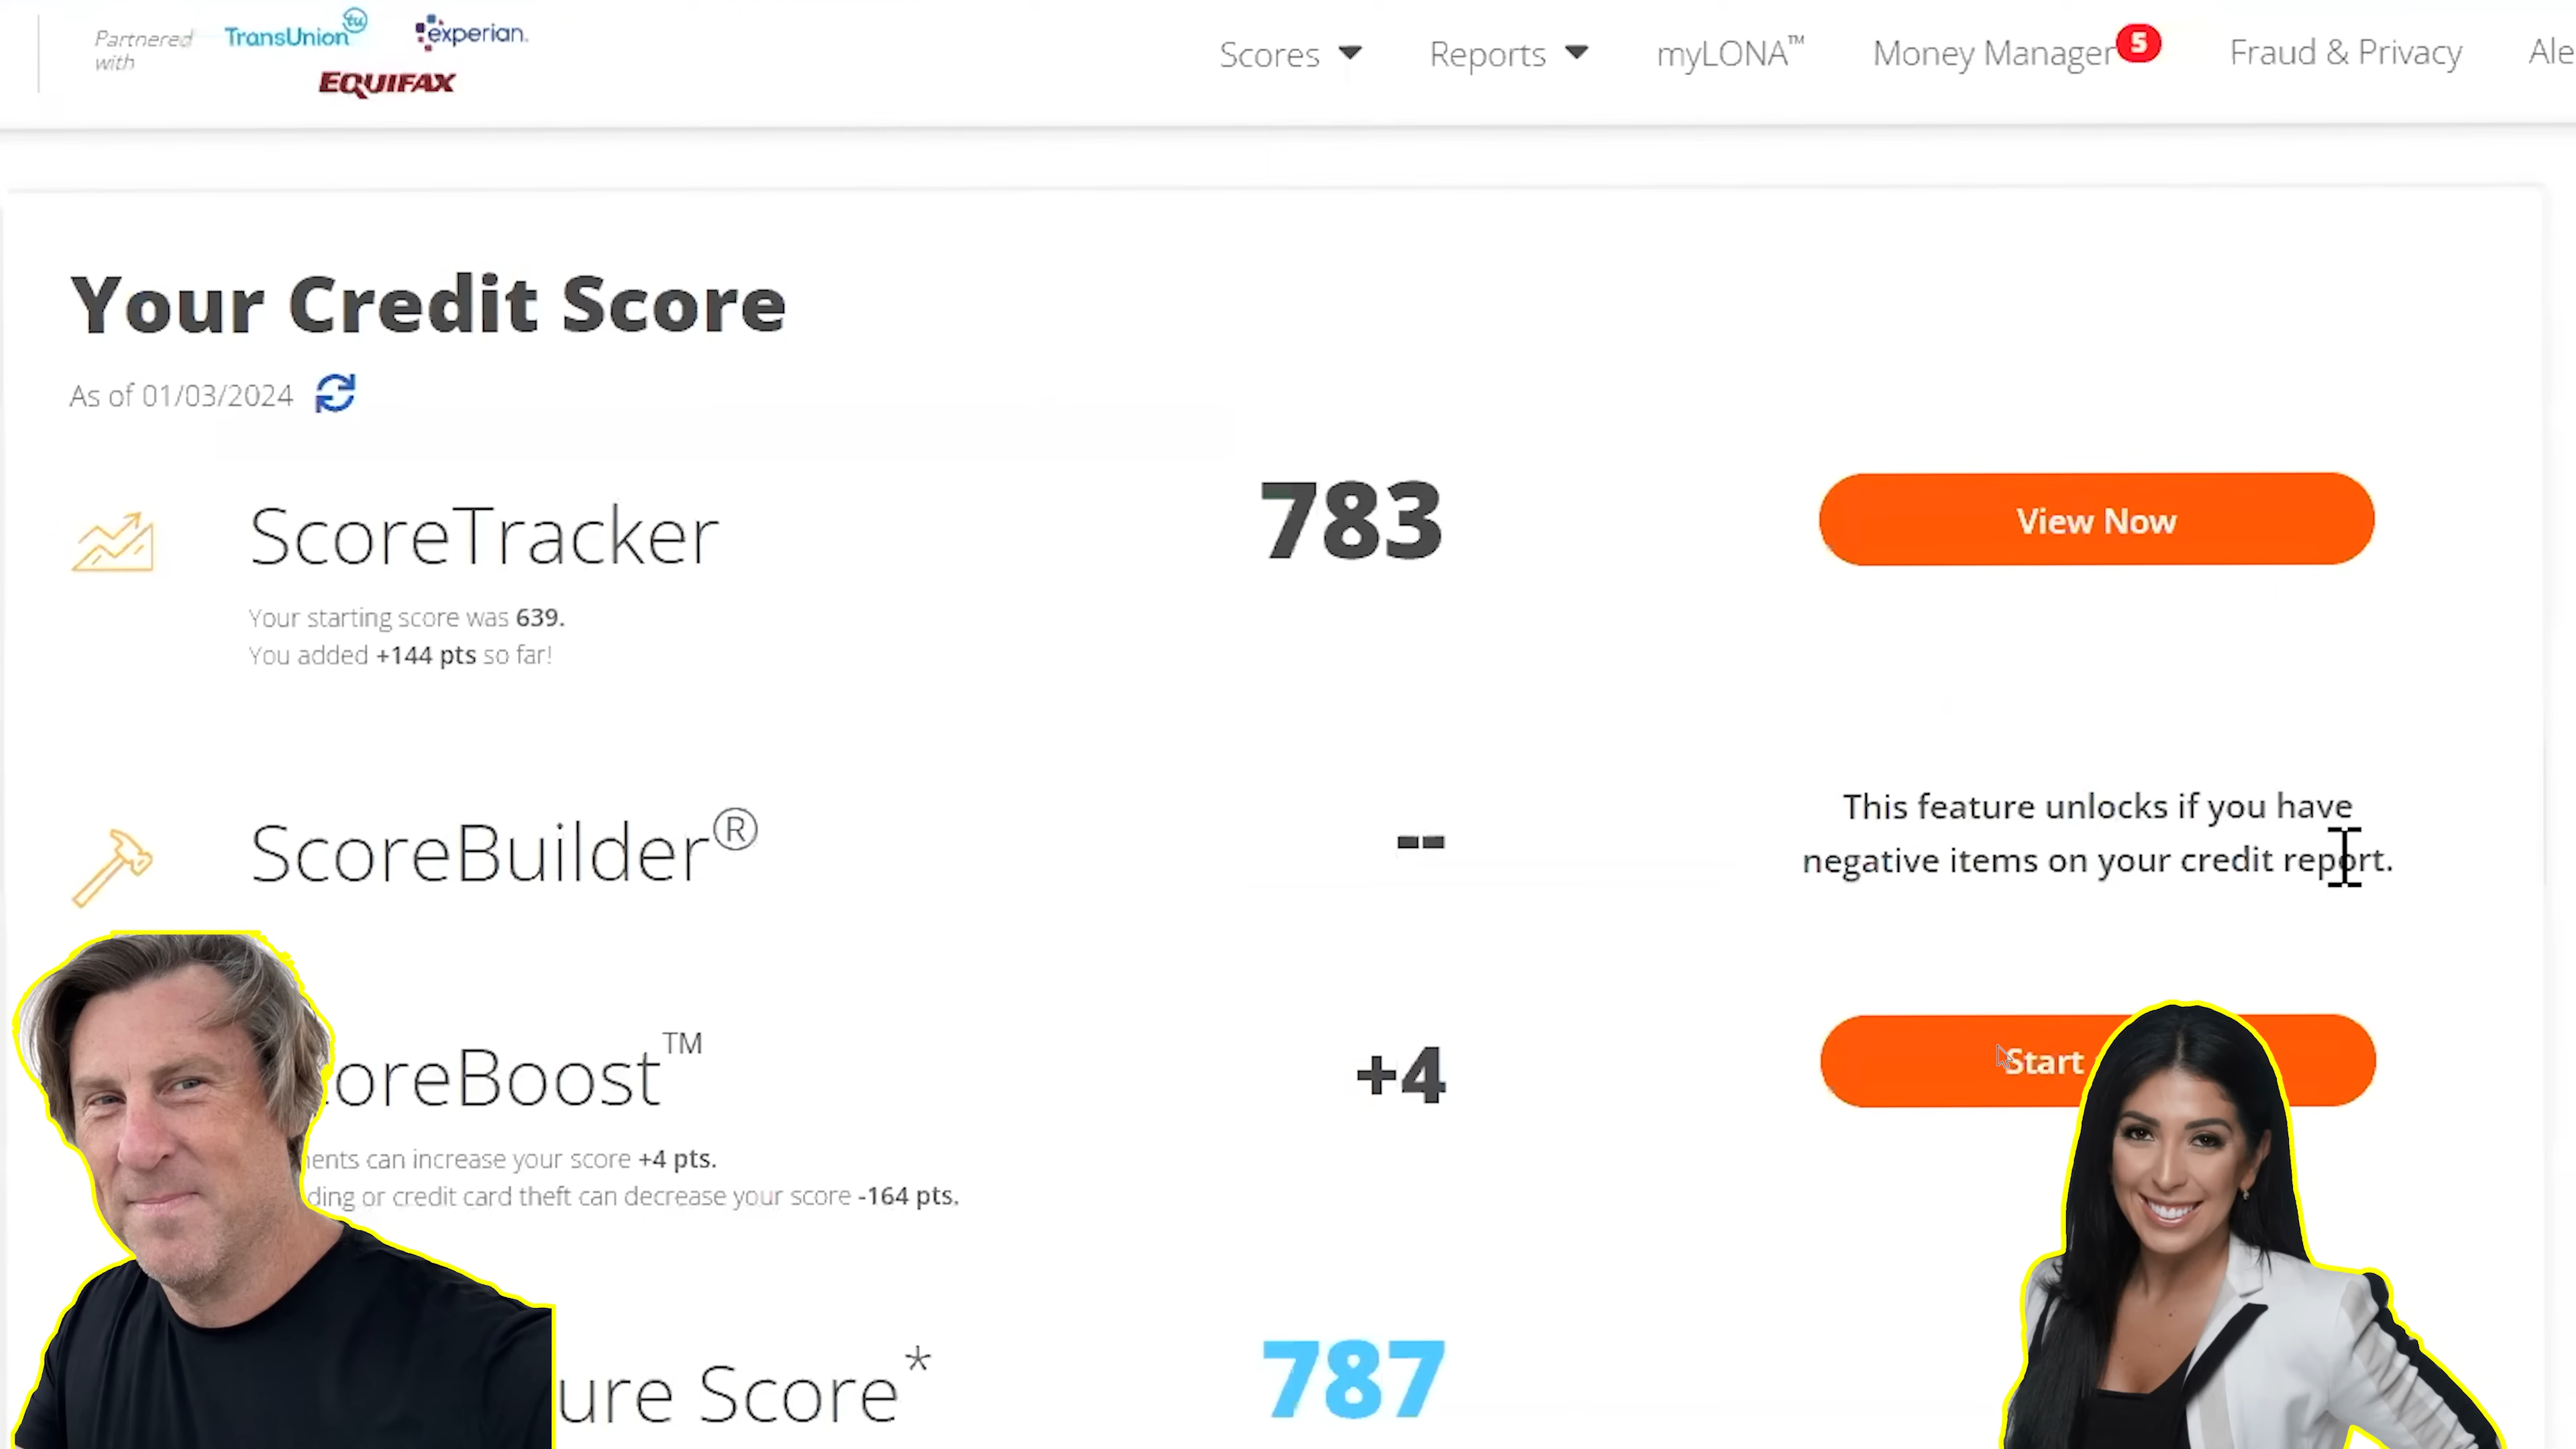 Partnered with
TransUnion tu
experian.
EQUIFAX
Scores
Reports
myLONA™
Money Manager 5
Fraud & Privacy
Ale
Your Credit Score
As of 01/03/2024
ScoreTracker
783
View Now
Your starting score was 639.
You added +144 pts so far!
ScoreBuilder®
--
This feature unlocks if you have
negative items on your credit report.
oreBoost™
+4
Start
ents can increase your score +4 pts.
ding or credit card theft can decrease your score -164 pts.
ure Score*
787